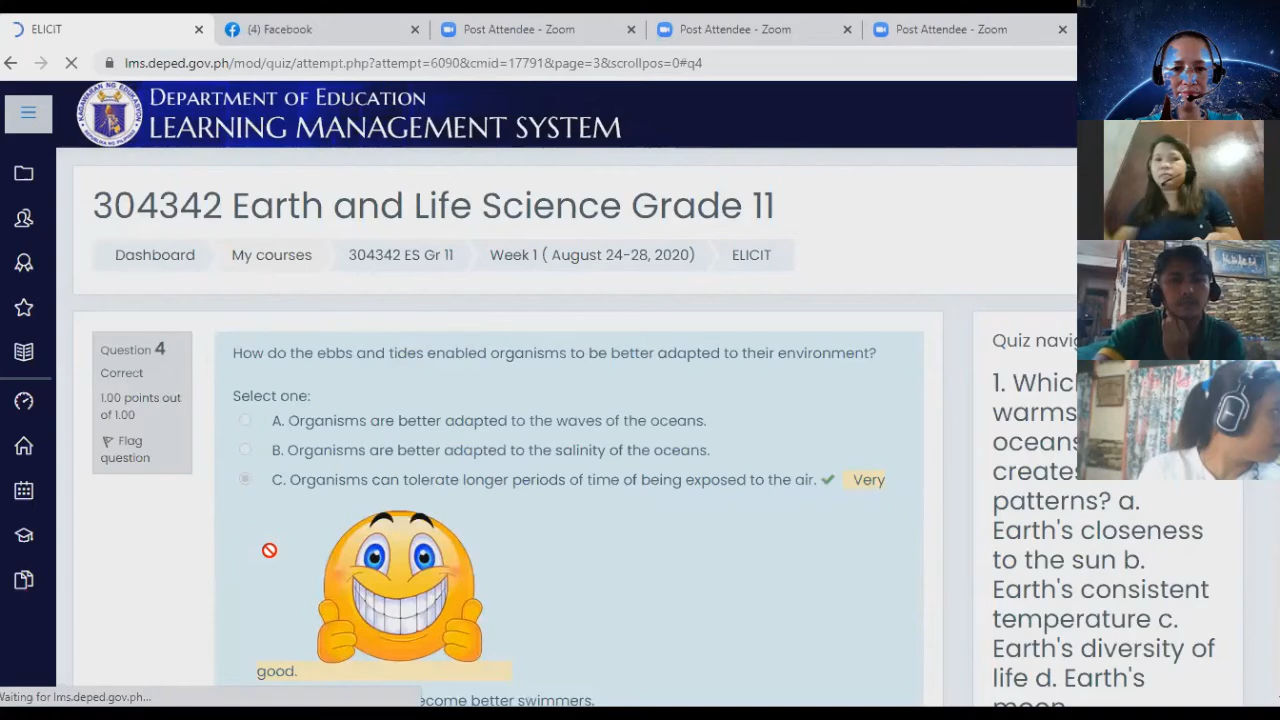 ELICIT
(4) Facebook
Post Attendee - Zoom
Post Attendee - Zoom
Post Attendee - Zoom
lms.deped.gov.ph/mod/quiz/attempt.php?attempt=6090&cmid=17791&page=3&scrollpos=0#q4
DEPARTMENT OF EDUCATION
LEARNING MANAGEMENT SYSTEM
304342 Earth and Life Science Grade 11
Dashboard
My courses
304342 ES Gr 11
Week 1 ( August 24-28, 2020)
ELICIT
Question 4
Correct
1.00 points out
of 1.00
Flag
question
How do the ebbs and tides enabled organisms to be better adapted to their environment?
Select one:
A. Organisms are better adapted to the waves of the oceans.
B. Organisms are better adapted to the salinity of the oceans.
C. Organisms can tolerate longer periods of time of being exposed to the air. Very
good.
ecome better swimmers.
Quiz navig
1. Whic
warms
oceans
creates
patterns? a.
Earth's closeness
to the sun b.
Earth's consistent
temperature c.
Earth's diversity of
life d. Earth's
moon
Waiting for lms.deped.gov.ph...